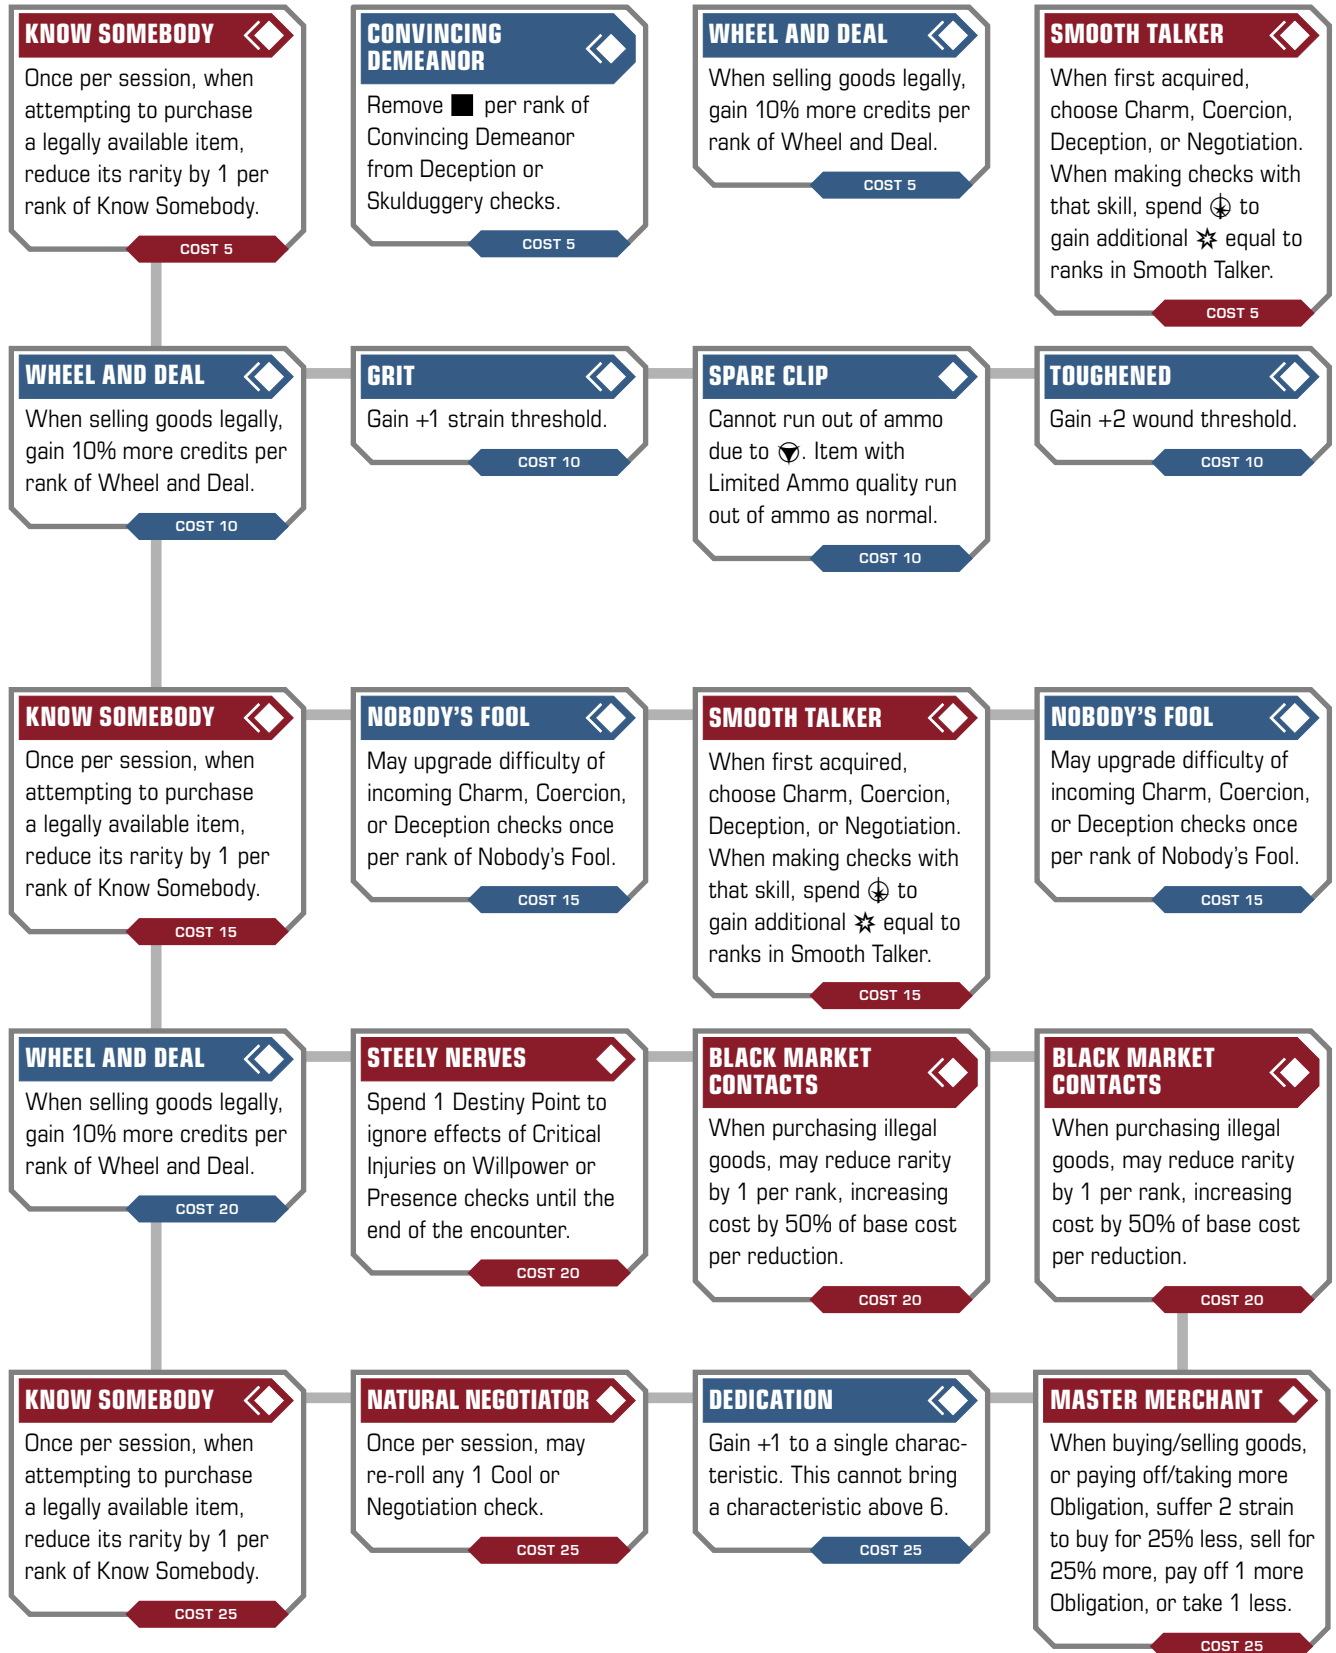 KNOW SOMEBODY
Once per session, when
attempting to purchase
a legally available item,
reduce its rarity by 1 per
rank of Know Somebody.
COST 5
CONVINCING
DEMEANOR
Remove per rank of
Convincing Demeanor
from Deception or
Skulduggery checks.
COST 5
WHEEL AND DEAL
When selling goods legally,
gain 10% more credits per
rank of Wheel and Deal.
COST 5
SMOOTH TALKER
When first acquired,
choose Charm, Coercion,
Deception, or Negotiation.
When making checks with
that skill, spend to
gain additional equal to
ranks in Smooth Talker.
COST 5
WHEEL AND DEAL
When selling goods legally,
gain 10% more credits per
rank of Wheel and Deal.
COST 10
GRIT
Gain +1 strain threshold.
COST 10
SPARE CLIP
Cannot run out of ammo
due to . Item with
Limited Ammo quality run
out of ammo as normal.
COST 10
TOUGHENED
Gain +2 wound threshold.
COST 10
KNOW SOMEBODY
Once per session, when
attempting to purchase
a legally available item,
reduce its rarity by 1 per
rank of Know Somebody.
COST 15
NOBODY'S FOOL
May upgrade difficulty of
incoming Charm, Coercion,
or Deception checks once
per rank of Nobody's Fool.
COST 15
SMOOTH TALKER
When first acquired,
choose Charm, Coercion,
Deception, or Negotiation.
When making checks with
that skill, spend to
gain additional equal to
ranks in Smooth Talker.
COST 15
NOBODY'S FOOL
May upgrade difficulty of
incoming Charm, Coercion,
or Deception checks once
per rank of Nobody's Fool.
COST 15
WHEEL AND DEAL
When selling goods legally,
gain 10% more credits per
rank of Wheel and Deal.
COST 20
STEELY NERVES
Spend 1 Destiny Point to
ignore effects of Critical
Injuries on Willpower or
Presence checks until the
end of the encounter.
COST 20
BLACK MARKET
CONTACTS
When purchasing illegal
goods, may reduce rarity
by 1 per rank, increasing
cost by 50% of base cost
per reduction.
COST 20
BLACK MARKET
CONTACTS
When purchasing illegal
goods, may reduce rarity
by 1 per rank, increasing
cost by 50% of base cost
per reduction.
COST 20
KNOW SOMEBODY
Once per session, when
attempting to purchase
a legally available item,
reduce its rarity by 1 per
rank of Know Somebody.
COST 25
NATURAL NEGOTIATOR
Once per session, may
re-roll any 1 Cool or
Negotiation check.
COST 25
DEDICATION
Gain +1 to a single charac-
teristic. This cannot bring
a characteristic above 6.
COST 25
MASTER MERCHANT
When buying/selling goods,
or paying off/taking more
Obligation, suffer 2 strain
to buy for 25% less, sell for
25% more, pay off 1 more
Obligation, or take 1 less.
COST 25